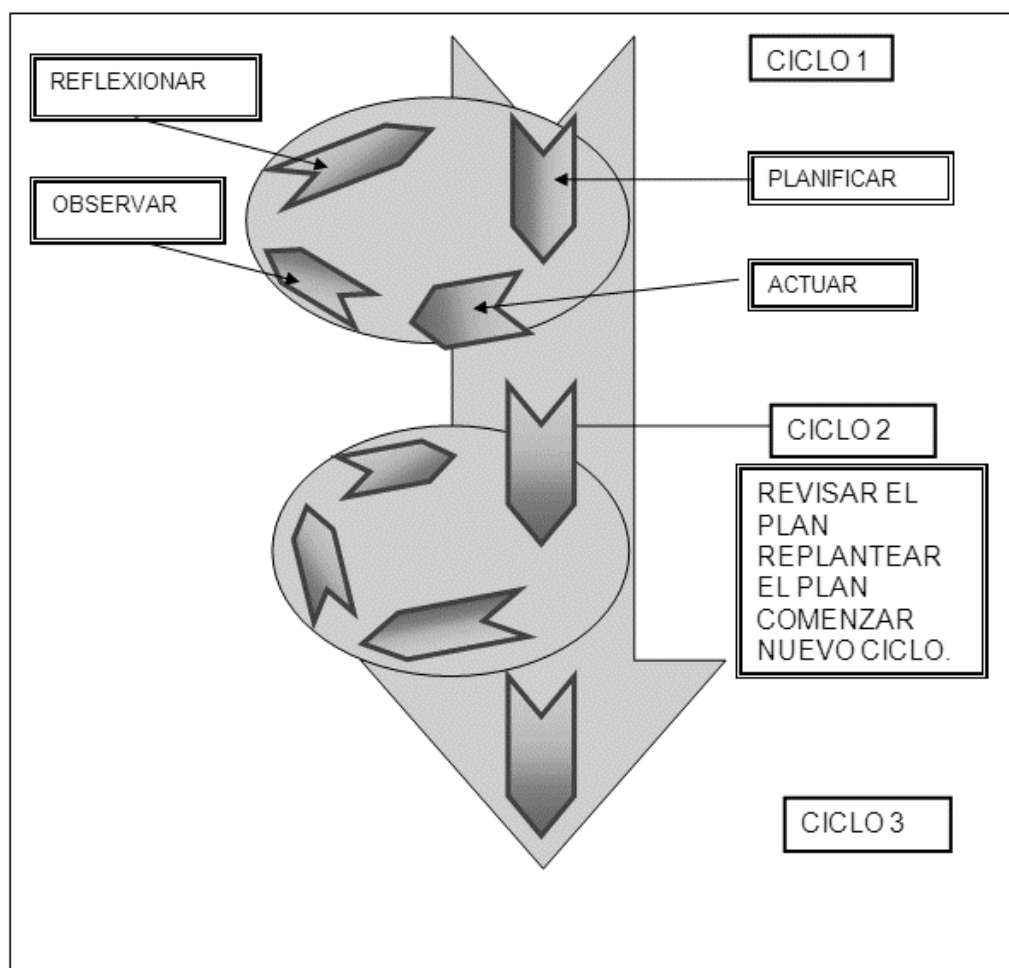 CICLO 1
REFLEXIONAR
PLANIFICAR
OBSERVAR
ACTUAR
CICLO 2
REVISAR EL
PLAN
REPLANTEAR
EL PLAN
COMENZAR
NUEVO CICLO.
CICLO 3